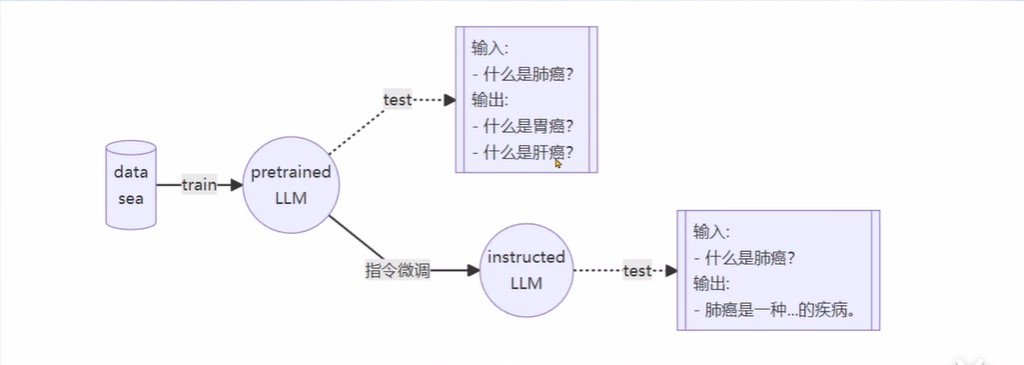 data
sea
train
pretrained
LLM
test
输入:
- 什么是肺癌?
输出:
- 什么是胃癌?
- 什么是肝癌?
指令微调
instructed
LLM
test
输入:
- 什么是肺癌?
输出:
- 肺癌是一种...的疾病。